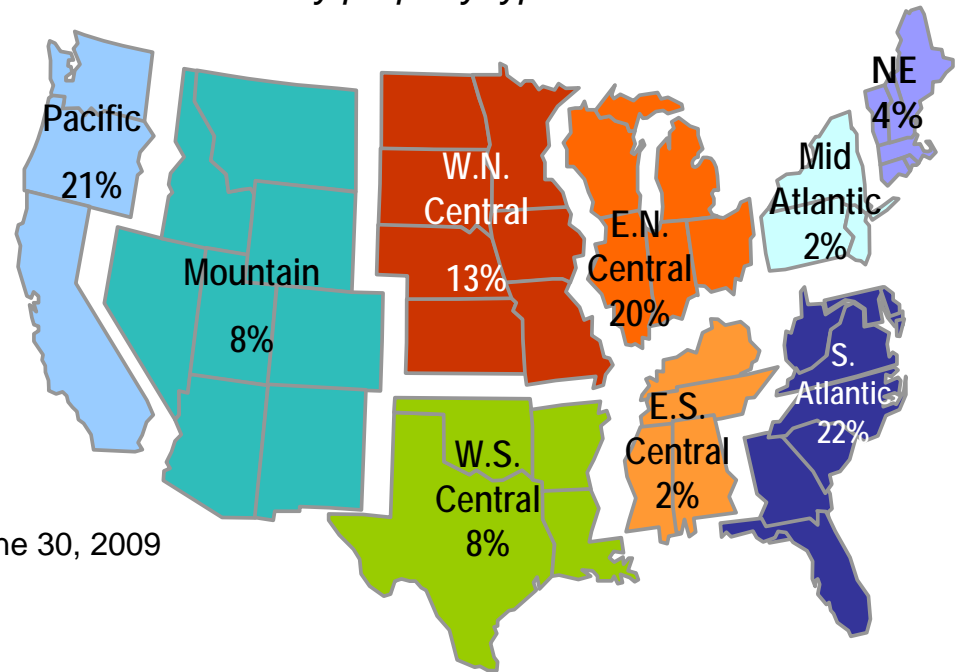 NE
4%
Pacific
21%
Mid
Atlantic
2%
W.N.
Central
13%
E.N.
Central
20%
Mountain
8%
S.
Atlantic
22%
E.S.
Central
2%
W.S.
Central
8%
ne 30, 2009